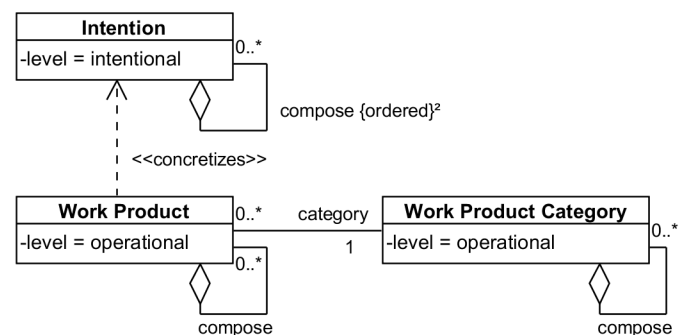 Intention
-level = intentional
0..*
compose {ordered}²
<<concretizes>>
Work Product
-level = operational
0..*
category
1
Work Product Category
-level = operational
0..*
0..*
compose
compose